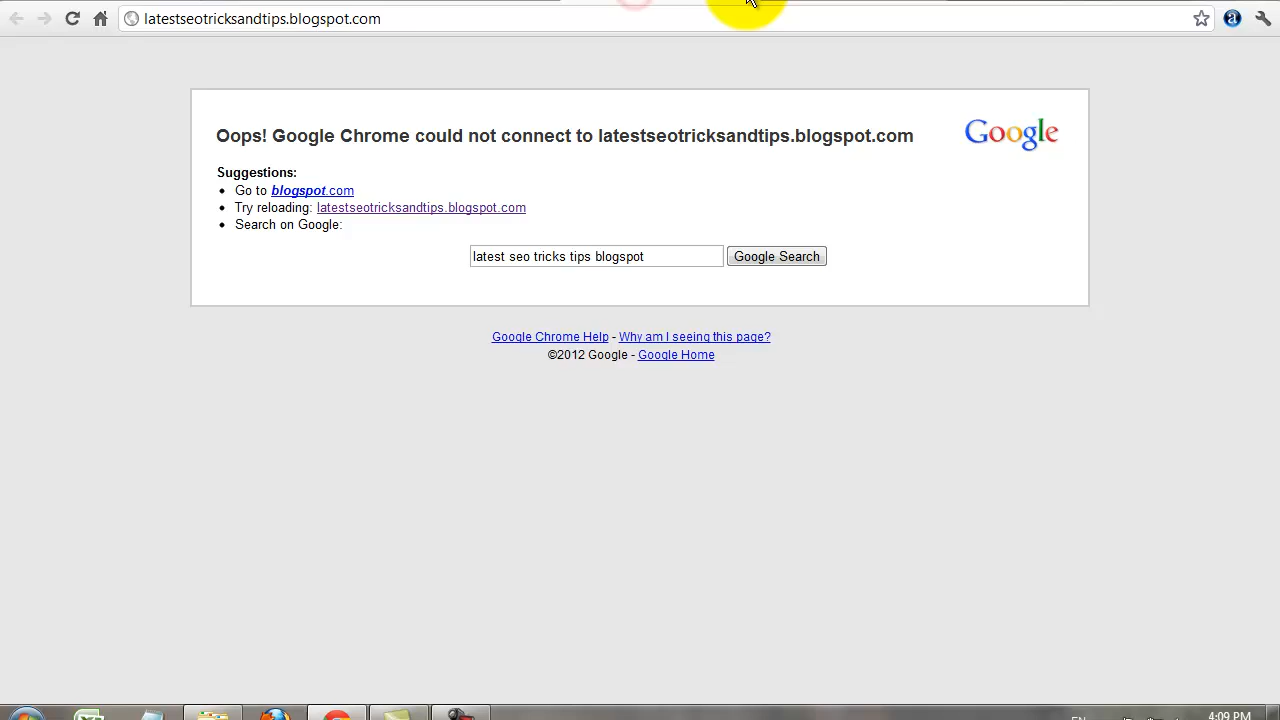 latestseotricksandtips.blogspot.com
Oops! Google Chrome could not connect to latestseotricksandtips.blogspot.com
Google
Suggestions:
Go to blogspot.com
Try reloading: latestseotricksandtips.blogspot.com
Search on Google:
latest seo tricks tips blogspot
Google Search
Google Chrome Help - Why am I seeing this page?
©2012 Google - Google Home
EN
4:09 PM